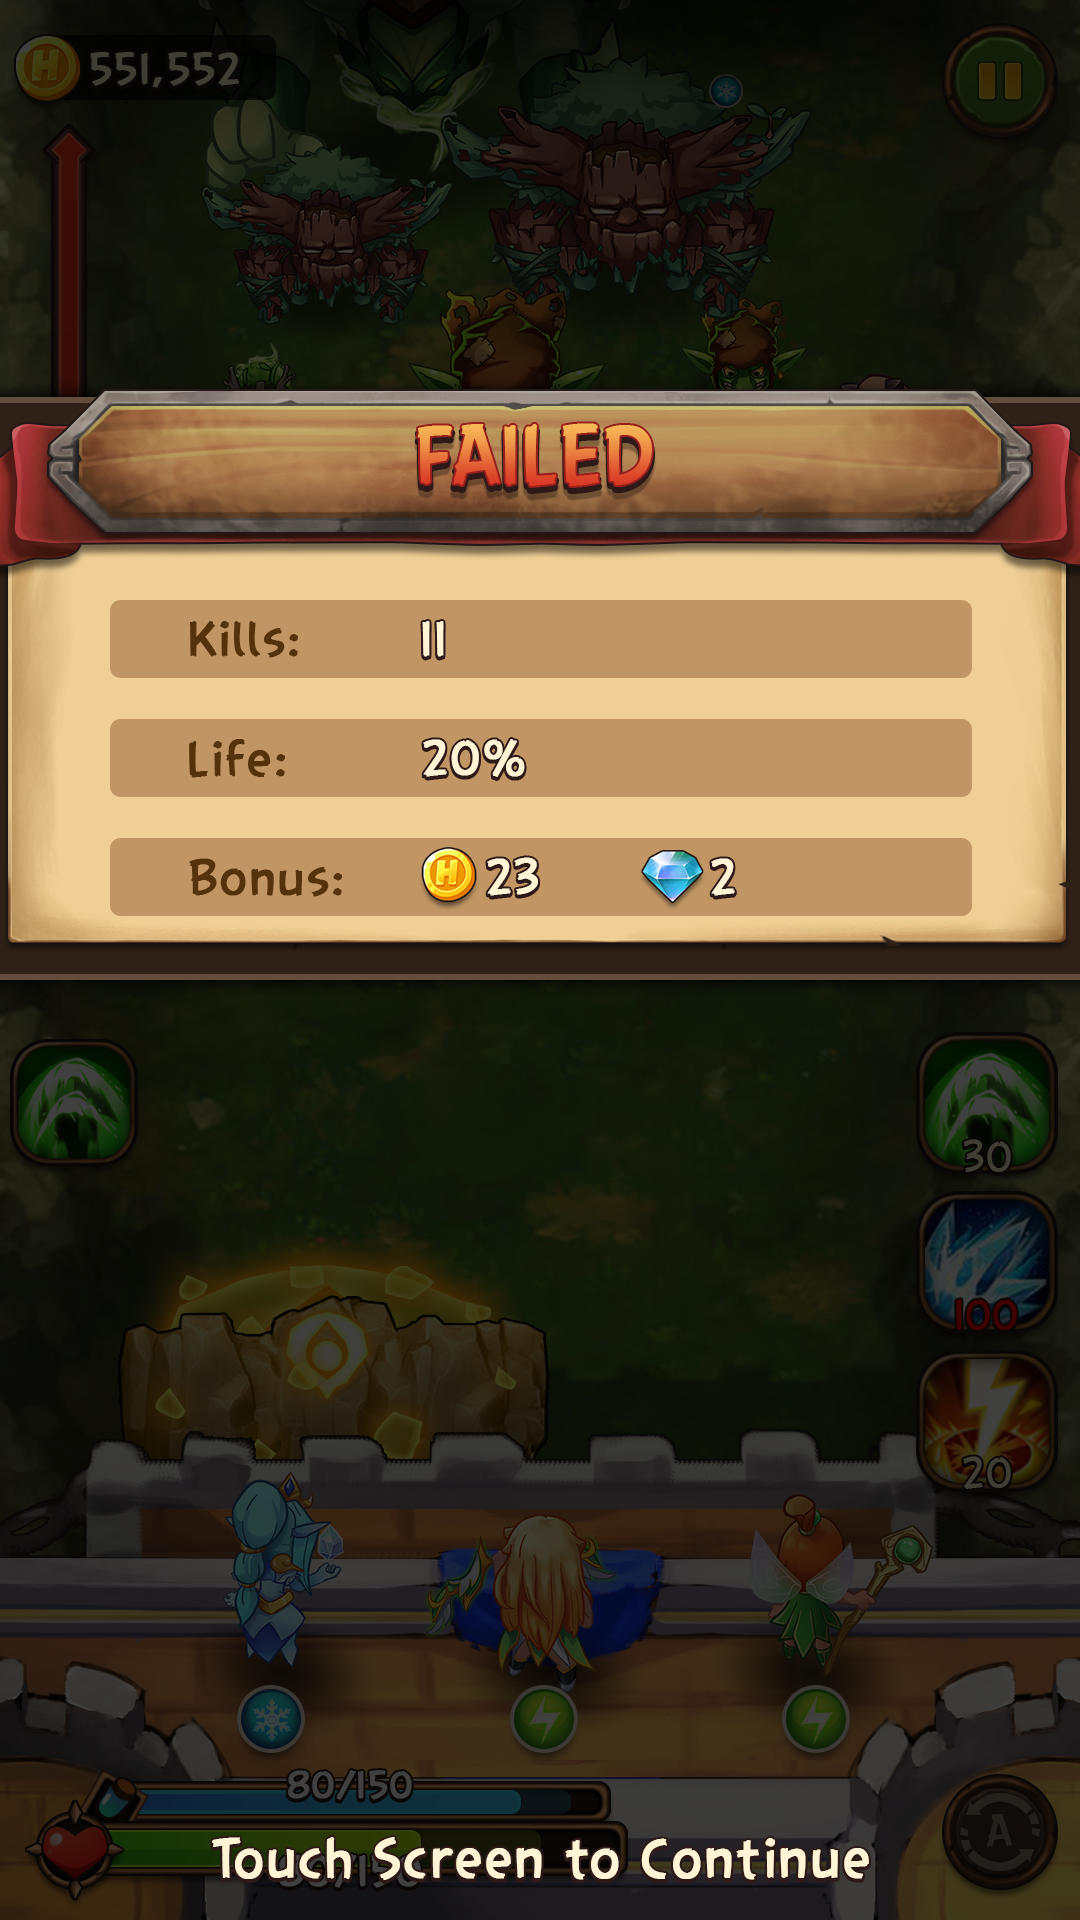 551,552
FAILED
Kills: 11
Life: 20%
Bonus: 23 2
30
100
20
80/150
Touch Screen to Continue
A